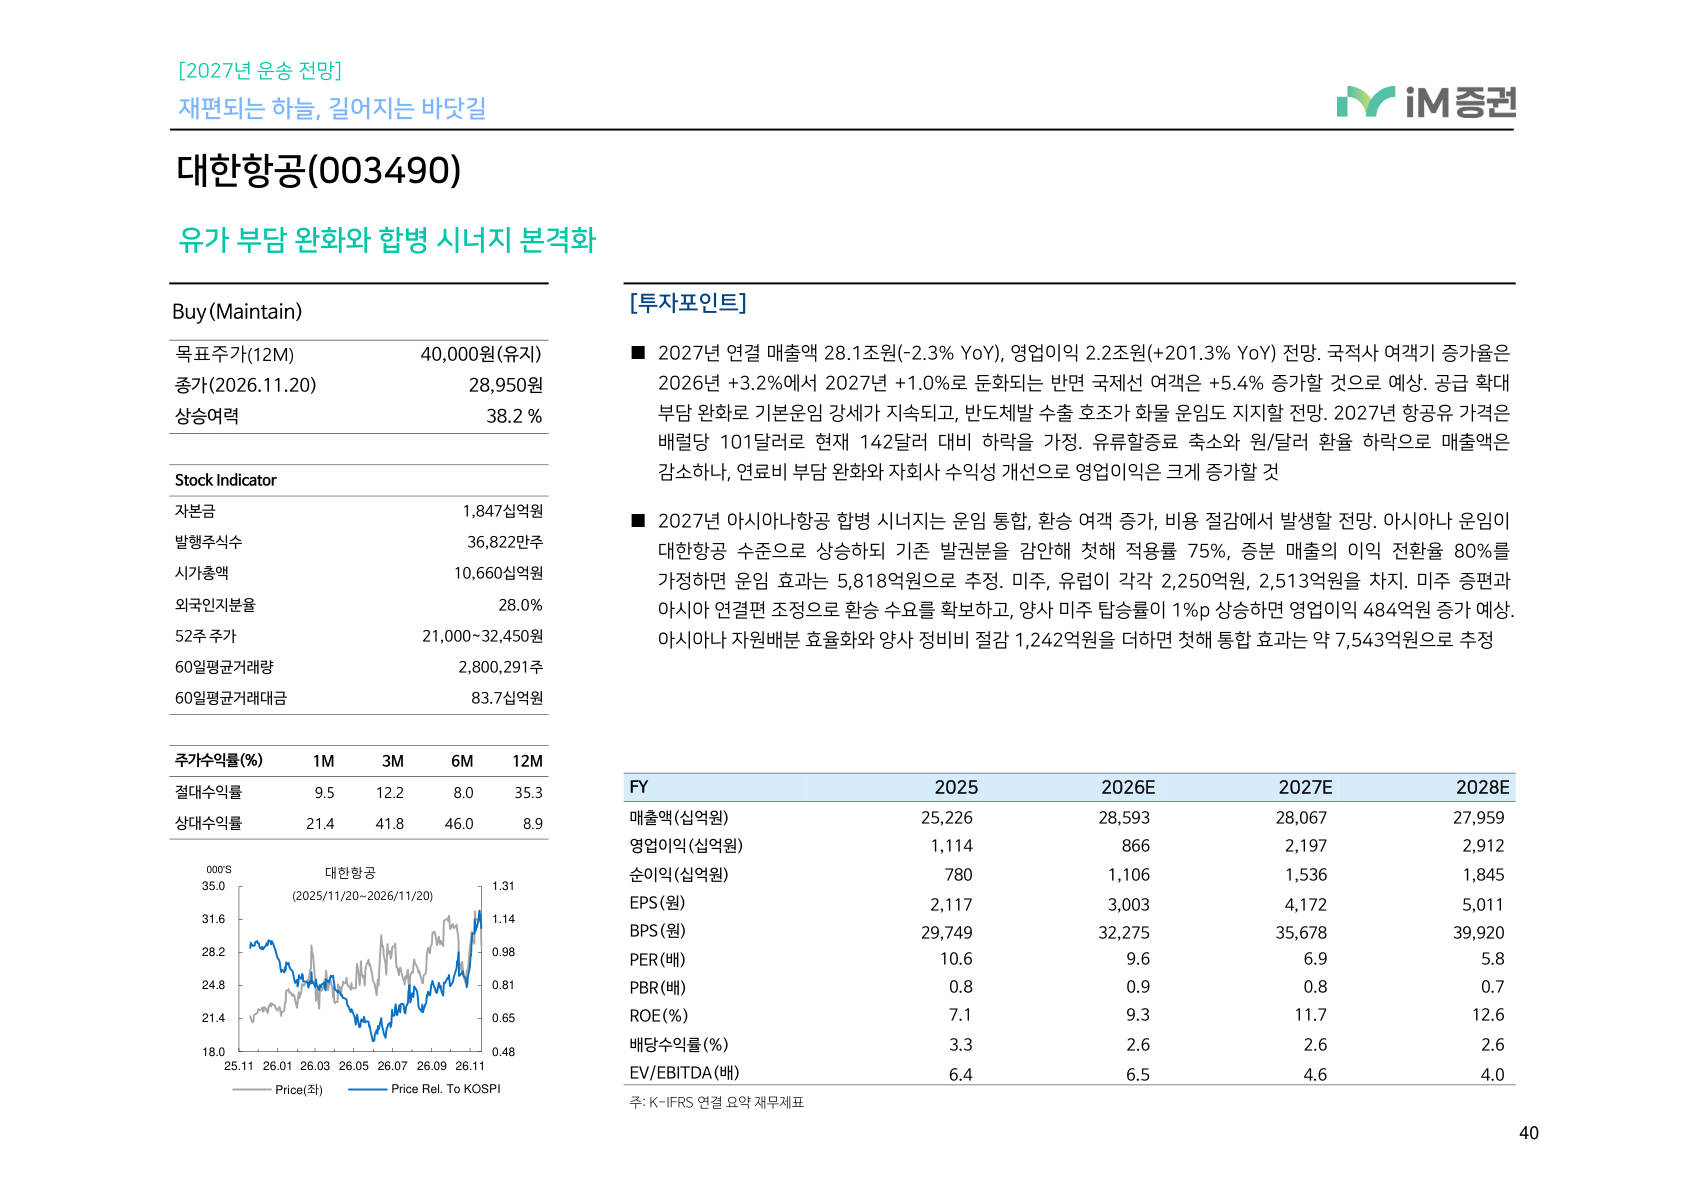 [2027년 운송 전망]
재편되는 하늘, 길어지는 바닷길
iM증권
대한항공(003490)
유가 부담 완화와 합병 시너지 본격화
Buy(Maintain)
목표주가(12M) 40,000원(유지)
종가(2026.11.20) 28,950원
상승여력 38.2 %
Stock Indicator
자본금 1,847십억원
발행주식수 36,822만주
시가총액 10,660십억원
외국인지분율 28.0%
52주 주가 21,000~32,450원
60일평균거래량 2,800,291주
60일평균거래대금 83.7십억원
주가수익률(%) 1M 3M 6M 12M
절대수익률 9.5 12.2 8.0 35.3
상대수익률 21.4 41.8 46.0 8.9
000'S 대한항공
(2025/11/20~2026/11/20)
35.0 1.31
31.6 1.14
28.2 0.98
24.8 0.81
21.4 0.65
18.0 0.48
25.11 26.01 26.03 26.05 26.07 26.09 26.11
Price(좌) Price Rel. To KOSPI
[투자포인트]
■ 2027년 연결 매출액 28.1조원(-2.3% YoY), 영업이익 2.2조원(+201.3% YoY) 전망. 국적사 여객기 증가율은
2026년 +3.2%에서 2027년 +1.0%로 둔화되는 반면 국제선 여객은 +5.4% 증가할 것으로 예상. 공급 확대
부담 완화로 기본운임 강세가 지속되고, 반도체발 수출 호조가 화물 운임도 지지할 전망. 2027년 항공유 가격은
배럴당 101달러로 현재 142달러 대비 하락을 가정. 유류할증료 축소와 원/달러 환율 하락으로 매출액은
감소하나, 연료비 부담 완화와 자회사 수익성 개선으로 영업이익은 크게 증가할 것
■ 2027년 아시아나항공 합병 시너지는 운임 통합, 환승 여객 증가, 비용 절감에서 발생할 전망. 아시아나 운임이
대한항공 수준으로 상승하되 기존 발권분을 감안해 첫해 적용률 75%, 증분 매출의 이익 전환율 80%를
가정하면 운임 효과는 5,818억원으로 추정. 미주, 유럽이 각각 2,250억원, 2,513억원을 차지. 미주 증편과
아시아 연결편 조정으로 환승 수요를 확보하고, 양사 미주 탑승률이 1%p 상승하면 영업이익 484억원 증가 예상.
아시아나 자원배분 효율화와 양사 정비비 절감 1,242억원을 더하면 첫해 통합 효과는 약 7,543억원으로 추정
FY 2025 2026E 2027E 2028E
매출액(십억원) 25,226 28,593 28,067 27,959
영업이익(십억원) 1,114 866 2,197 2,912
순이익(십억원) 780 1,106 1,536 1,845
EPS(원) 2,117 3,003 4,172 5,011
BPS(원) 29,749 32,275 35,678 39,920
PER(배) 10.6 9.6 6.9 5.8
PBR(배) 0.8 0.9 0.8 0.7
ROE(%) 7.1 9.3 11.7 12.6
배당수익률(%) 3.3 2.6 2.6 2.6
EV/EBITDA(배) 6.4 6.5 4.6 4.0
주: K-IFRS 연결 요약 재무제표
40